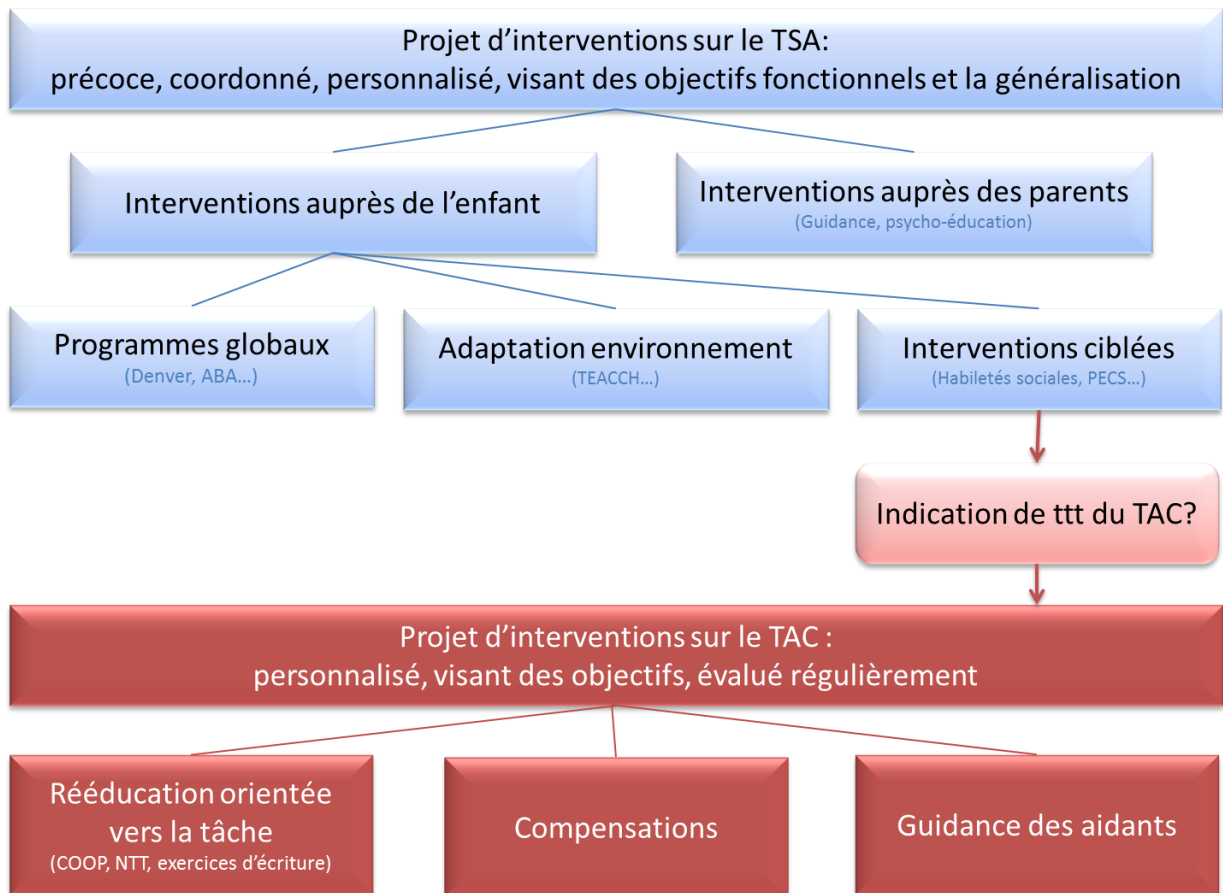 Projet d’interventions sur le TSA:
précoce, coordonné, personnalisé, visant des objectifs fonctionnels et la généralisation
Interventions auprès de l’enfant
Interventions auprès des parents
(Guidance, psycho-éducation)
Programmes globaux
(Denver, ABA…)
Adaptation environnement
(TEACCH…)
Interventions ciblées
(Habiletés sociales, PECS…)
Indication de ttt du TAC?
Projet d’interventions sur le TAC :
personnalisé, visant des objectifs, évalué régulièrement
Rééducation orientée
vers la tâche
(COOP, NTT, exercices d’écriture)
Compensations
Guidance des aidants